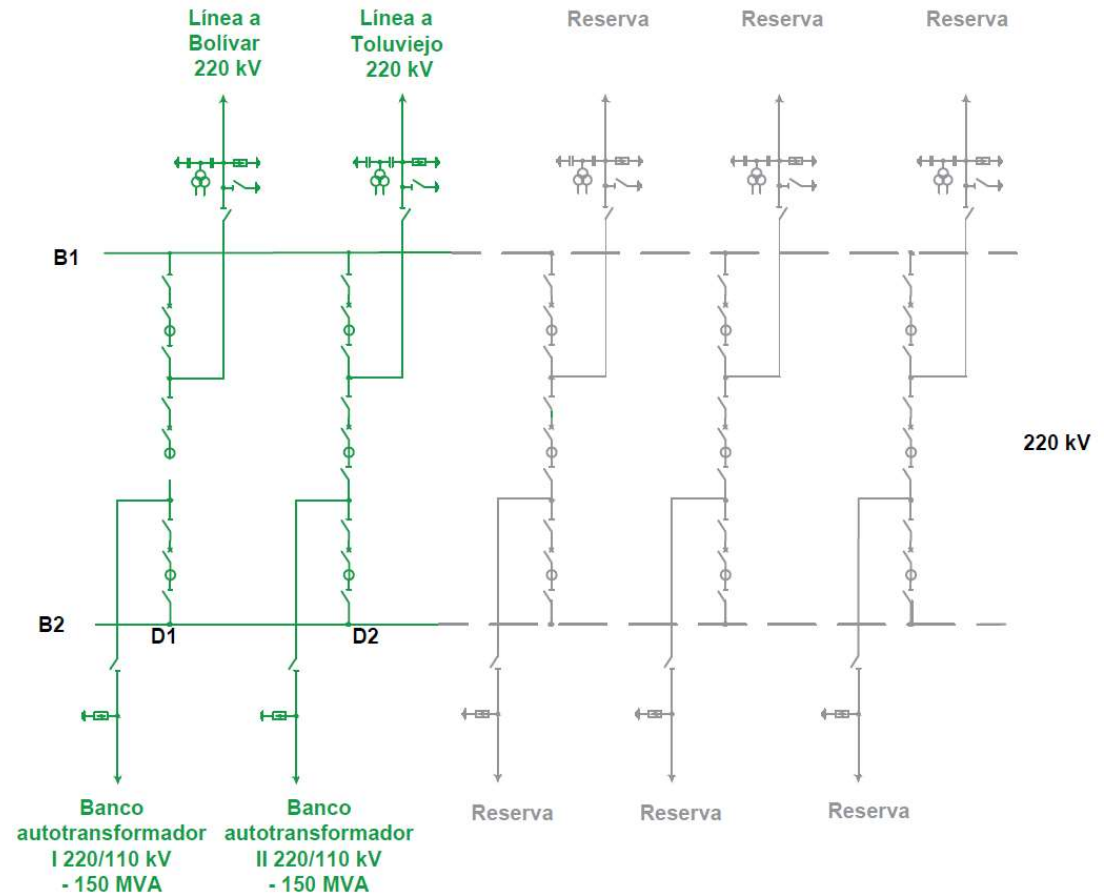 Línea a
Bolívar
220 kV
Línea a
Toluviejo
220 kV
Reserva
Reserva
Reserva
B1
220 kV
B2
D1
D2
Banco
autotransformador
I 220/110 kV
- 150 MVA
Banco
autotransformador
II 220/110 kV
- 150 MVA
Reserva
Reserva
Reserva